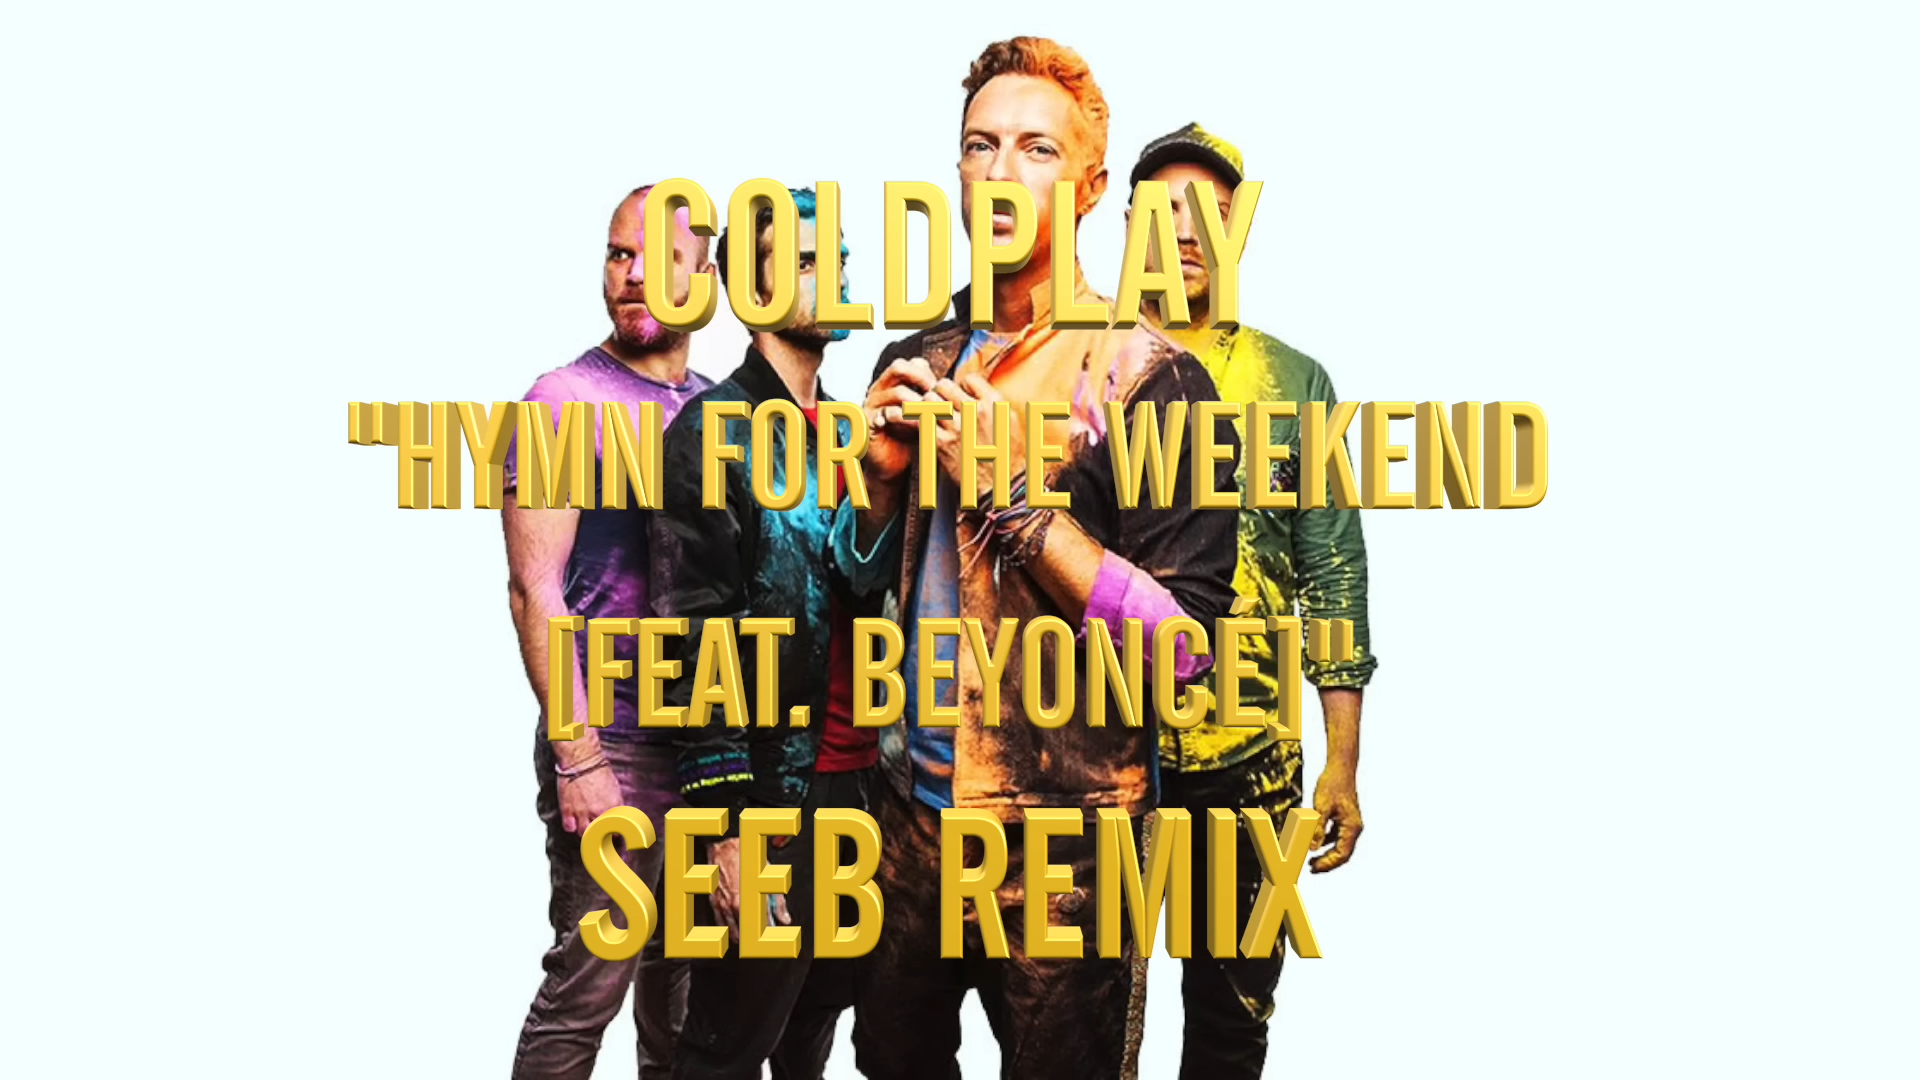 COLDPLAY
"HYMN FOR THE WEEKEND
[FEAT. BEYONCÉ]"
SEEB REMIX